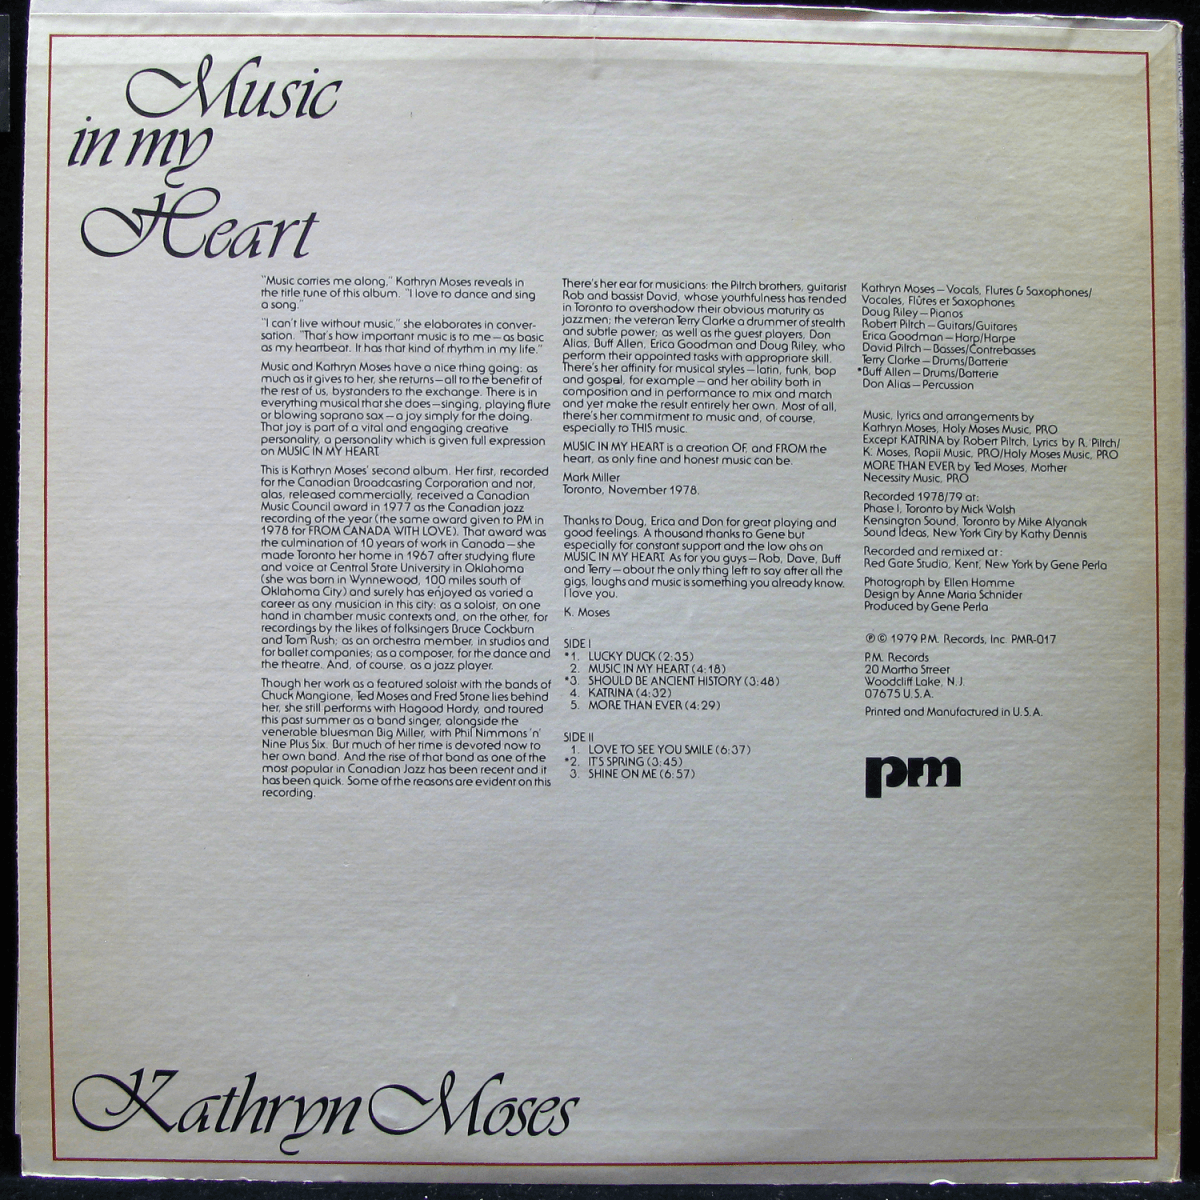 Music
in my
Heart
"Music carries me along," Kathryn Moses reveals in
the title tune of this album. "I love to dance and sing
a song."
"I can't live without music," she elaborates in conver-
sation. "That's how important music is to me—as basic
as my heartbeat. It has that kind of rhythm in my life."
Music and Kathryn Moses have a nice thing going: as
much as it gives to her, she returns—all to the benefit of
the rest of us, bystanders to the exchange. There is in
everything musical that she does—singing, playing flute
or blowing soprano sax—a joy simply for the doing.
That joy is part of a vital and engaging creative
personality, a personality which is given full expression
on MUSIC IN MY HEART
This is Kathryn Moses' second album. Her first, recorded
for the Canadian Broadcasting Corporation and not,
alas, released commercially, received a Canadian
Music Council award in 1977 as the Canadian jazz
recording of the year (the same award given to PM in
1978 for FROM CANADA WITH LOVE). That award was
the culmination of 10 years of work in Canada—she
made Toronto her home in 1967 after studying flute
and voice at Central State University in Oklahoma
(she was born in Wynnewood, 100 miles south of
Oklahoma City) and surely has enjoyed as varied a
career as any musician in this city: as a soloist, on one
hand in chamber music contexts and, on the other, for
recordings by the likes of folksingers Bruce Cockburn
and Tom Rush; as an orchestra member, in studios and
for ballet companies; as a composer, for the dance and
the theatre. And, of course, as a jazz player.
Though her work as a featured soloist with the bands of
Chuck Mangione, Ted Moses and Fred Stone lies behind
her, she still performs with Hagood Hardy, and toured
this past summer as a band singer, alongside the
venerable bluesman Big Miller, with Phil Nimmons 'n'
Nine Plus Six. But much of her time is devoted now to
her own band. And the rise of that band as one of the
most popular in Canadian Jazz has been recent and it
has been quick. Some of the reasons are evident on this
recording.
There's her ear for musicians: the Piltch brothers, guitarist
Rob and bassist David, whose youthfulness has tended
in Toronto to overshadow their obvious maturity as
jazzmen; the veteran Terry Clarke a drummer of stealth
and subtle power; as well as the guest players, Don
Alias, Buff Allen, Erica Goodman and Doug Riley, who
perform their appointed tasks with appropriate skill.
There's her affinity for musical styles—latin, funk, bop
and gospel, for example—and her ability both in
composition and in performance to mix and match
and yet make the result entirely her own. Most of all,
there's her commitment to music and, of course,
especially to THIS music.
MUSIC IN MY HEART is a creation OF, and FROM the
heart, as only fine and honest music can be.
Mark Miller
Toronto, November 1978.
Thanks to Doug, Erica and Don for great playing and
good feelings. A thousand thanks to Gene but
especially for constant support and the low ohs on
MUSIC IN MY HEART. As for you guys—Rob, Dave, Buff
and Terry—about the only thing left to say after all the
gigs, laughs and music is something you already know.
I love you.
K. Moses
SIDE I
*1. LUCKY DUCK (2:35)
2. MUSIC IN MY HEART (4:18)
*3. SHOULD BE ANCIENT HISTORY (3:48)
4. KATRINA (4:32)
5. MORE THAN EVER (4:29)
SIDE II
1. LOVE TO SEE YOU SMILE (6:37)
*2. IT'S SPRING (3:45)
3. SHINE ON ME (6:57)
Kathryn Moses—Vocals, Flutes & Saxophones/
Vocales, Flûtes et Saxophones
Doug Riley—Pianos
Robert Piltch—Guitars/Guitares
Erica Goodman—Harp/Harpe
David Piltch—Basses/Contrebasses
Terry Clarke—Drums/Batterie
*Buff Allen—Drums/Batterie
Don Alias—Percussion
Music, lyrics and arrangements by
Kathryn Moses, Holy Moses Music, PRO
Except KATRINA by Robert Piltch, Lyrics by R. Piltch/
K. Moses, Ropii Music, PRO/Holy Moses Music, PRO
MORE THAN EVER by Ted Moses, Mother
Necessity Music, PRO
Recorded 1978/79 at:
Phase I, Toronto by Mick Walsh
Kensington Sound, Toronto by Mike Alyanak
Sound Ideas, New York City by Kathy Dennis
Recorded and remixed at:
Red Gate Studio, Kent, New York by Gene Perla
Photograph by Ellen Homme
Design by Anne Maria Schnider
Produced by Gene Perla
℗ © 1979 P.M. Records, Inc. PMR-017
P.M. Records
20 Martha Street
Woodcliff Lake, N.J.
07675 U.S.A.
Printed and Manufactured in U.S.A.
pm
Kathryn Moses